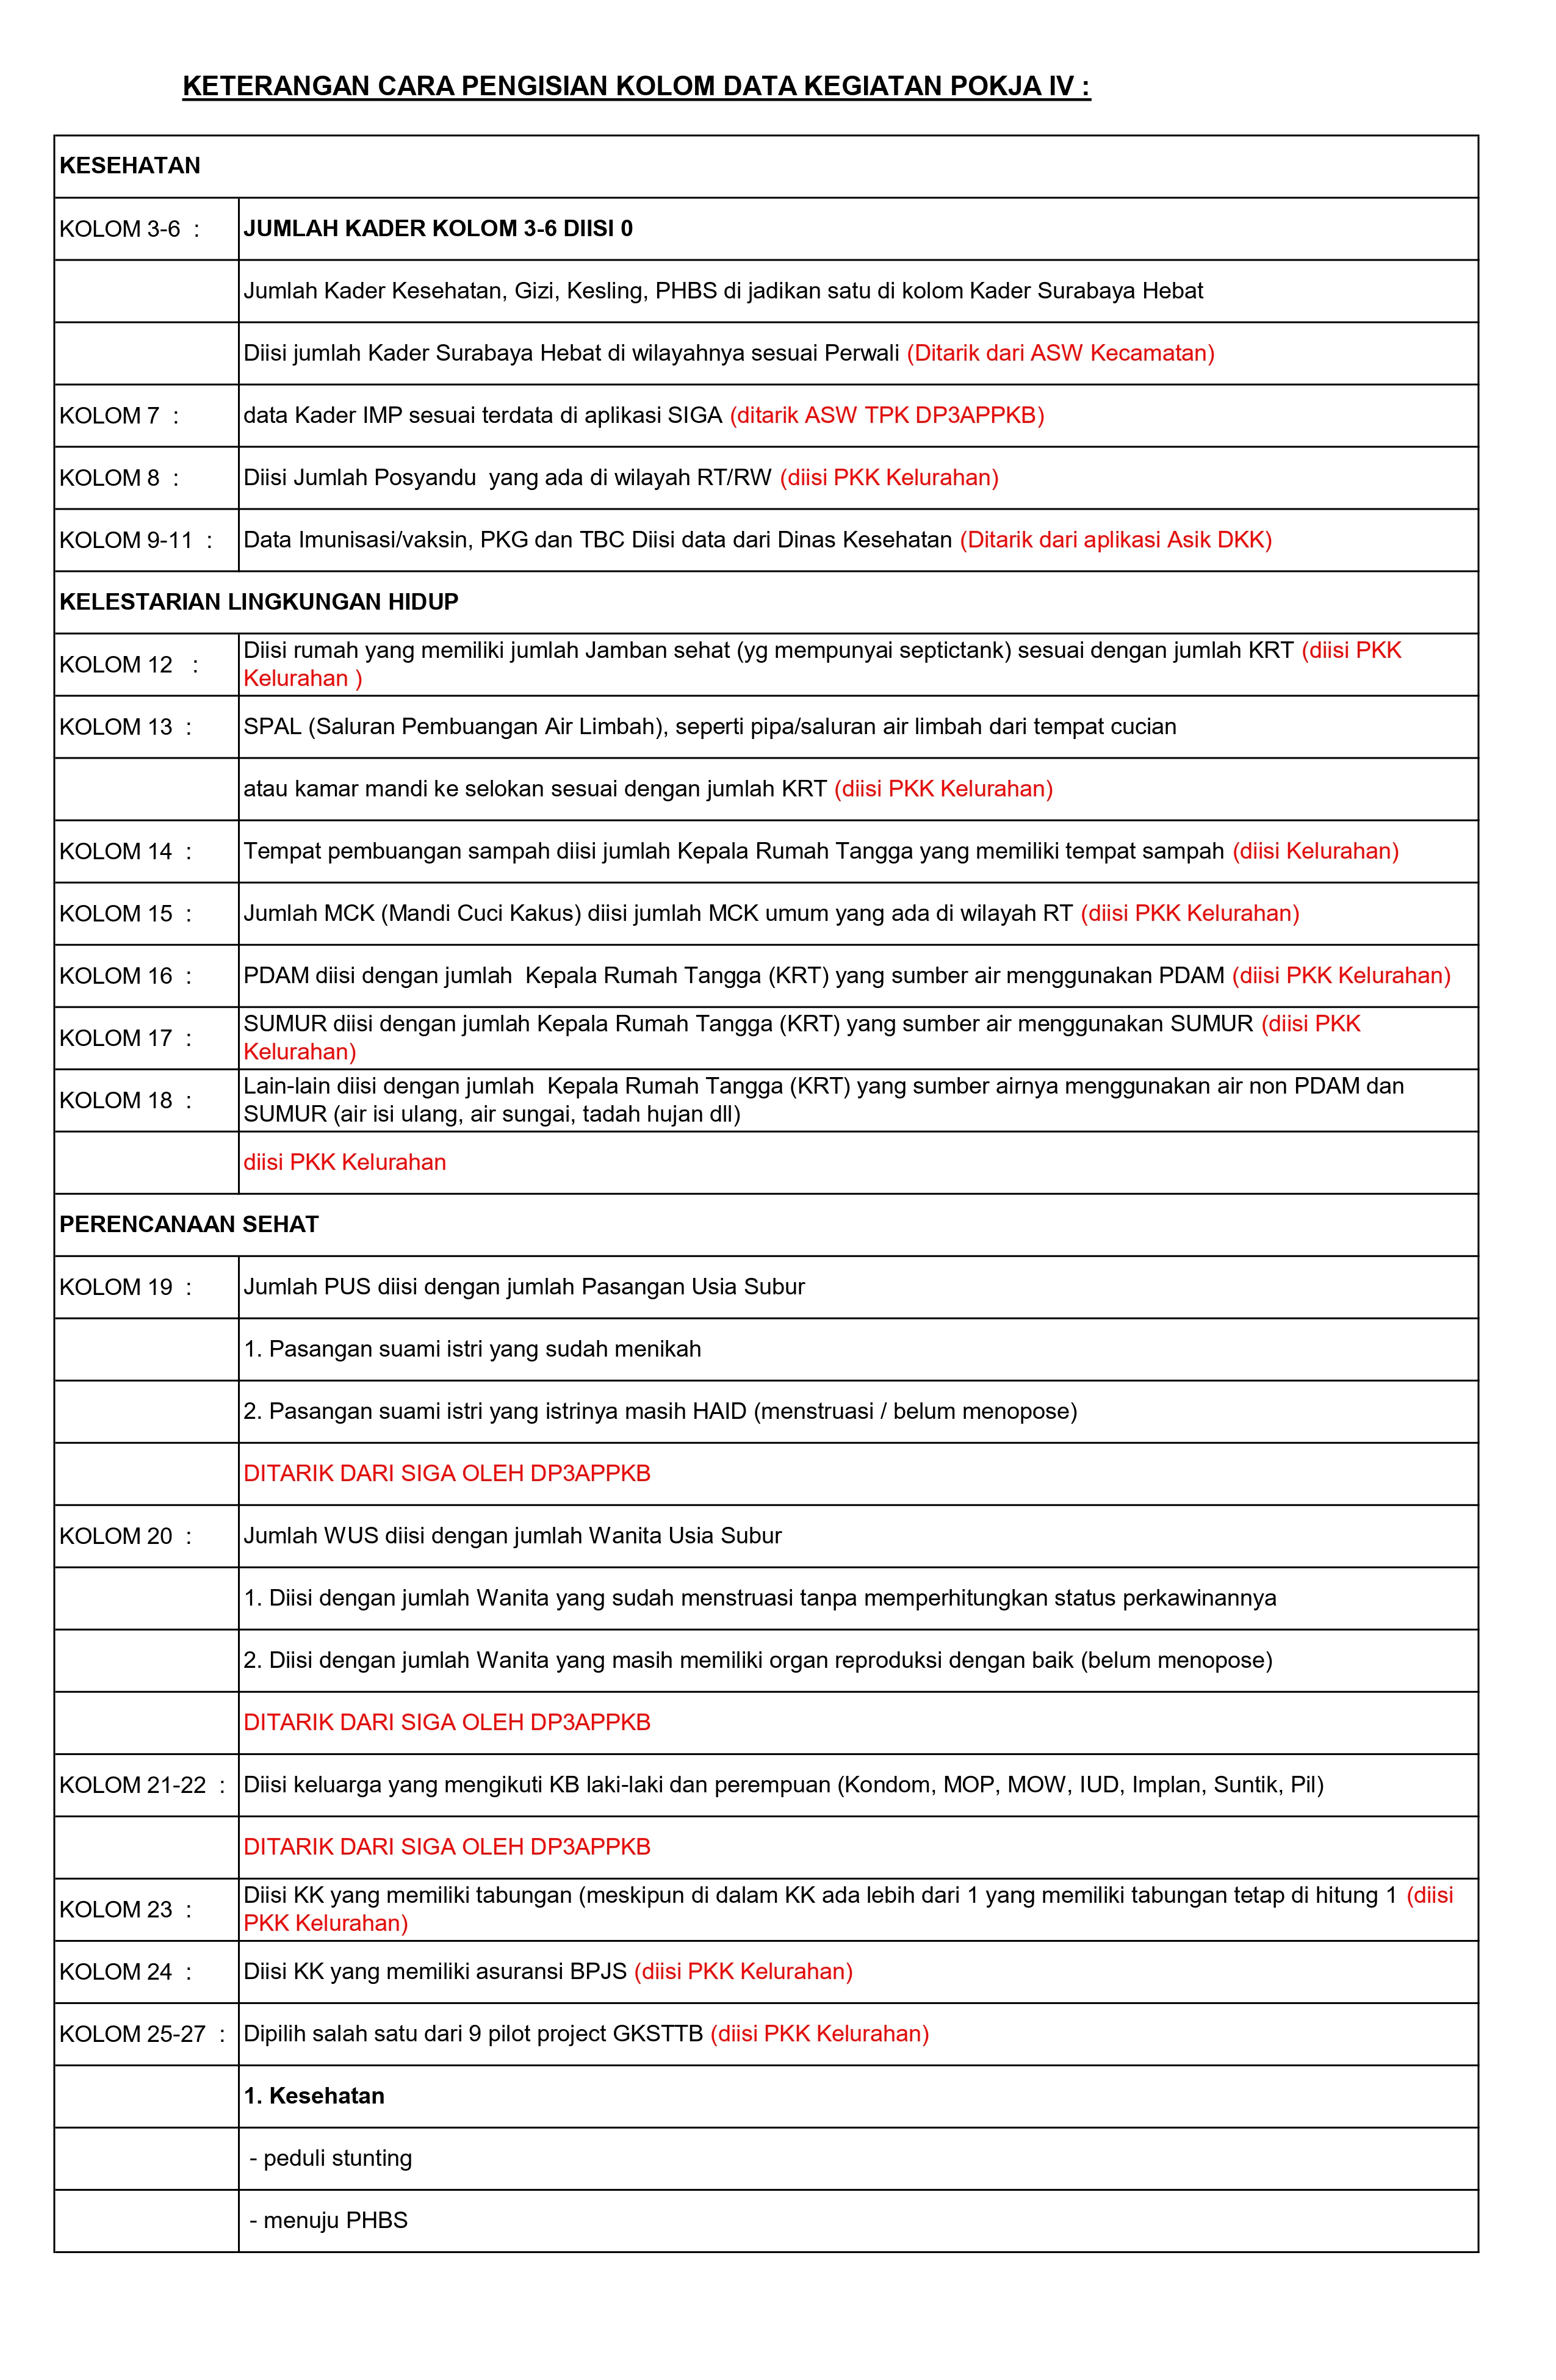 KETERANGAN CARA PENGISIAN KOLOM DATA KEGIATAN POKJA IV :
KESEHATAN
KOLOM 3-6 : JUMLAH KADER KOLOM 3-6 DIISI 0
Jumlah Kader Kesehatan, Gizi, Kesling, PHBS di jadikan satu di kolom Kader Surabaya Hebat
Diisi jumlah Kader Surabaya Hebat di wilayahnya sesuai Perwali (Ditarik dari ASW Kecamatan)
KOLOM 7 : data Kader IMP sesuai terdata di aplikasi SIGA (ditarik ASW TPK DP3APPKB)
KOLOM 8 : Diisi Jumlah Posyandu yang ada di wilayah RT/RW (diisi PKK Kelurahan)
KOLOM 9-11 : Data Imunisasi/vaksin, PKG dan TBC Diisi data dari Dinas Kesehatan (Ditarik dari aplikasi Asik DKK)
KELESTARIAN LINGKUNGAN HIDUP
KOLOM 12 : Diisi rumah yang memiliki jumlah Jamban sehat (yg mempunyai septictank) sesuai dengan jumlah KRT (diisi PKK
Kelurahan )
KOLOM 13 : SPAL (Saluran Pembuangan Air Limbah), seperti pipa/saluran air limbah dari tempat cucian
atau kamar mandi ke selokan sesuai dengan jumlah KRT (diisi PKK Kelurahan)
KOLOM 14 : Tempat pembuangan sampah diisi jumlah Kepala Rumah Tangga yang memiliki tempat sampah (diisi Kelurahan)
KOLOM 15 : Jumlah MCK (Mandi Cuci Kakus) diisi jumlah MCK umum yang ada di wilayah RT (diisi PKK Kelurahan)
KOLOM 16 : PDAM diisi dengan jumlah Kepala Rumah Tangga (KRT) yang sumber air menggunakan PDAM (diisi PKK Kelurahan)
KOLOM 17 : SUMUR diisi dengan jumlah Kepala Rumah Tangga (KRT) yang sumber air menggunakan SUMUR (diisi PKK
Kelurahan)
KOLOM 18 : Lain-lain diisi dengan jumlah Kepala Rumah Tangga (KRT) yang sumber airnya menggunakan air non PDAM dan
SUMUR (air isi ulang, air sungai, tadah hujan dll)
diisi PKK Kelurahan
PERENCANAAN SEHAT
KOLOM 19 : Jumlah PUS diisi dengan jumlah Pasangan Usia Subur
1. Pasangan suami istri yang sudah menikah
2. Pasangan suami istri yang istrinya masih HAID (menstruasi / belum menopose)
DITARIK DARI SIGA OLEH DP3APPKB
KOLOM 20 : Jumlah WUS diisi dengan jumlah Wanita Usia Subur
1. Diisi dengan jumlah Wanita yang sudah menstruasi tanpa memperhitungkan status perkawinannya
2. Diisi dengan jumlah Wanita yang masih memiliki organ reproduksi dengan baik (belum menopose)
DITARIK DARI SIGA OLEH DP3APPKB
KOLOM 21-22 : Diisi keluarga yang mengikuti KB laki-laki dan perempuan (Kondom, MOP, MOW, IUD, Implan, Suntik, Pil)
DITARIK DARI SIGA OLEH DP3APPKB
KOLOM 23 : Diisi KK yang memiliki tabungan (meskipun di dalam KK ada lebih dari 1 yang memiliki tabungan tetap di hitung 1 (diisi
PKK Kelurahan)
KOLOM 24 : Diisi KK yang memiliki asuransi BPJS (diisi PKK Kelurahan)
KOLOM 25-27 : Dipilih salah satu dari 9 pilot project GKSTTB (diisi PKK Kelurahan)
1. Kesehatan
- peduli stunting
- menuju PHBS